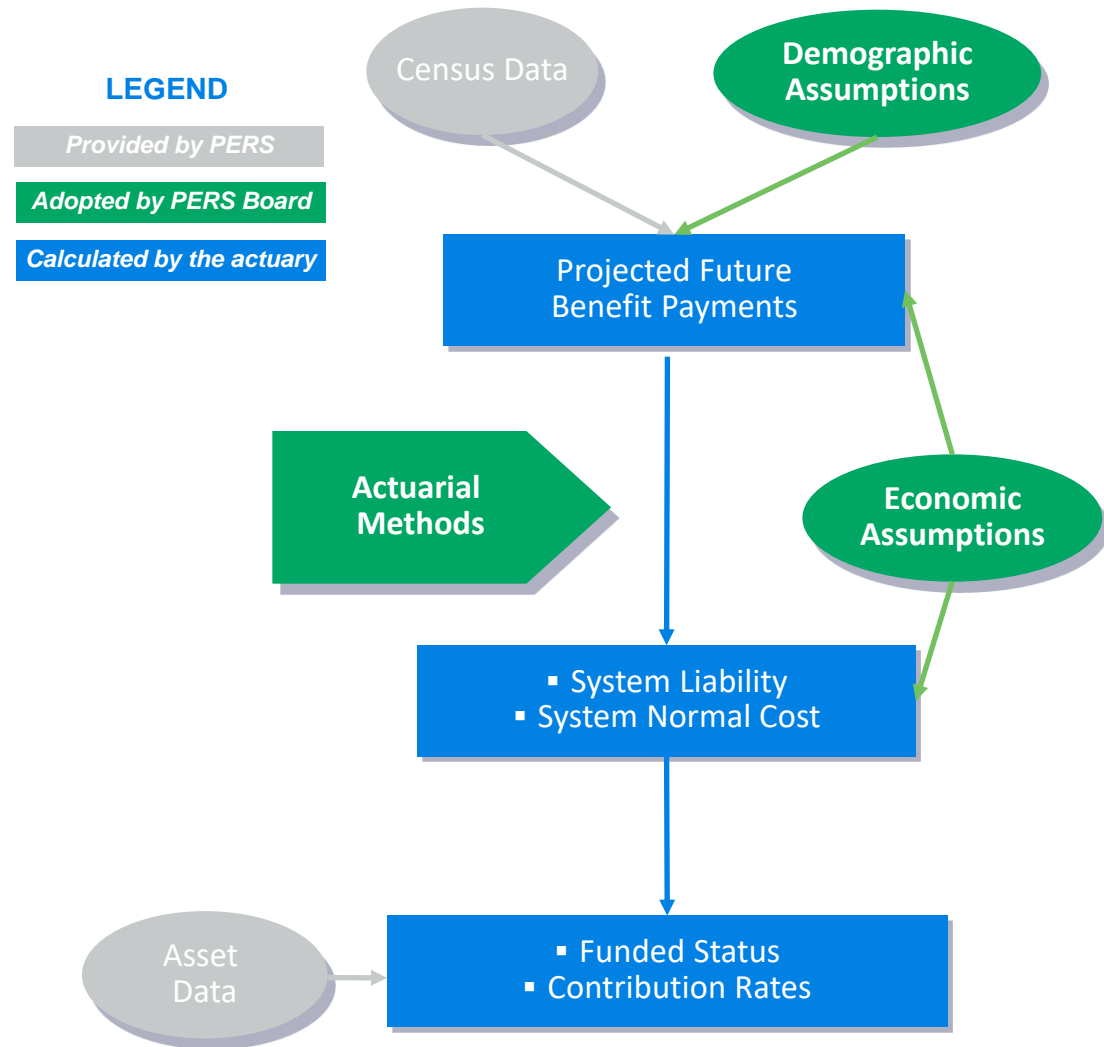 LEGEND
Provided by PERS
Adopted by PERS Board
Calculated by the actuary
Census Data
Demographic
Assumptions
Projected Future
Benefit Payments
Actuarial
Methods
Economic
Assumptions
▪ System Liability
▪ System Normal Cost
Asset
Data
▪ Funded Status
▪ Contribution Rates